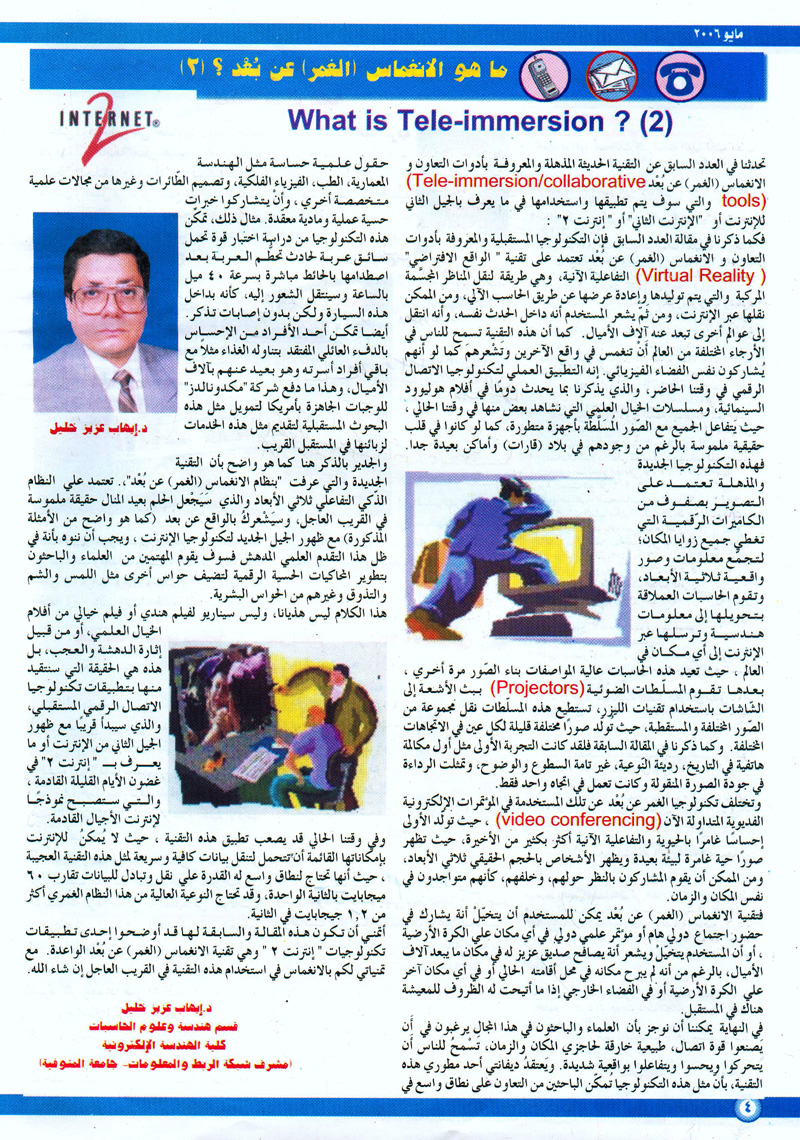 مايو ٢٠٠٦
ما هو الانغماس (الغمر) عن بُعْد ؟ (٢)
INTERNET®
2
What is Tele-immersion ? (2)
تحدثنا في العدد السابق عن التقنية الحديثة المذهلة والمعروفة بأدوات التعاون و
الانغماس (الغمر) عن بُعْد Tele-immersion/collaborative)
tools) والتي سوف يتم تطبيقها واستخدامها في ما يعرف بالجيل الثاني
للإنترنت أو "الإنترنت الثاني" أو " إنترنت ٢" :
فكما ذكرنا في مقالة العدد السابق فإن التكنولوجيا المستقبلية والمعروفة بأدوات
التعاون و الانغماس (الغمر) عن بُعْد تعتمد على تقنية " الواقع الافتراضي"
(Virtual Reality ) التفاعلية الآنية، وهي طريقة لنقل المناظر المجسَّمة
المركبة والتي يتم توليدها وإعادة عرضها عن طريق الحاسب الآلي، ومن الممكن
نقلها عبر الإنترنت، ومن ثَمَّ يشعر المستخدم أنه داخل الحدث نفسه، وأنه انتقل
إلى عوالم أخرى تبعد عنه آلاف الأميال. كما أن هذه التقنية تسمح للناس في
الأرجاء المختلفة من العالم أنْ تنغمس في واقع الآخرين وتَشْعرهمَ كما لو أنهم
يُشاركون نفس الفضاء الفيزيائي. إنه التطبيق العملي لتكنولوجيا الاتصال
الرقمي في وقتنا الحاضر، والذي يذكرنا بما يحدث دومًا في أفلام هوليوود
السينمائية، ومسلسلات الخيال العلمي التي نشاهد بعض منها في وقتنا الحالي ،
حيث يَتفاعل الجميع مع الصّور المسلّطة بأجهزة متطورة، كما لو كانوا في قلب
حقيقية ملموسة بالرغم من وجودهم في بلاد (قارات) وأماكن بعيدة جدا.
فهذه التكنولوجيا الجديدة
والمذهلة تعتمد على
التصوير بصفوف من
الكاميرات الرقمية التي
تغطي جميع زوايا المكان؛
لتجمع معلومات وصور
واقعية ثلاثية الأبعاد،
وتقوم الحاسبات العملاقة
بتحويلها إلى معلومات
هندسية وترسلها عبر
الإنترنت إلى أي مكان في
العالم ، حيث تعيد هذه الحاسبات عالية المواصفات بناء الصّور مرة أخرى ،
بعدها تقوم المسلطات الضوئية (Projectors) ببث الأشعة إلى
الشّاشات باستخدام تقنيات الليزر، تستطيع هذه المسلّطات نقل مجموعة من
الصّور المختلفة والمستقطبة، حيث تُولّد صورًا مختلفة قليلة لكل عين في الاتجاهات
المختلفة. وكما ذكرنا في المقالة السابقة فلقد كانت التجربة الأولى مثل أول مكالمة
هاتفية في التاريخ، رديئة النوعية، غير تامة السطوع والوضوح، وتمثلت الرداءة
في جودة الصورة المنقولة وكانت تعمل في اتجاه واحد فقط.
وتختلف تكنولوجيا الغمر عن بُعْد عن تلك المستخدمة في المؤتمرات الإلكترونية
الفديوية المتداولة الآن (video conferencing) ، حيث تولّد الأولى
إحساسًا غامرًا بالحيوية والتفاعلية الآنية أكثر بكثير من الأخيرة، حيث تظهر
صورًا حية غامرة لبيئة بعيدة ويظهر الأشخاص بالحجم الحقيقي ثلاثي الأبعاد،
ومن الممكن أن يقوم المشاركون بالنظر حولهم، وخلفهم، كأنهم متواجدون في
نفس المكان والزمان.
فتقنية الانغماس (الغمر) عن بُعْد يمكن للمستخدم أن يتخيّلْ أنة يشارك في
حضور اجتماع دولي هام أو مؤتمر علمي دولي في أي مكان علي الكرة الأرضية
، أو أن المستخدم يتخيّلْ ويشعر أنة يصافح صديق عزيز له في مكان ما يبعد آلاف
الأميال، بالرغم من أنه لم يبرح مكانه في محل أقامته الحالي أو في أي مكان آخر
علي الكرة الأرضية أو في الفضاء الخارجي إذا ما أتيحت له الظروف للمعيشة
هناك في المستقبل.
في النهاية يمكننا أن نوجز بأن العلماء والباحثون في هذا المجال يرغبون في أَن
يَصنعوا قوة اتصال، طبيعية خارقة لحاجزي المكان والزمان، تَسْمح للناس أن
يتحركوا ويحسوا ويتفاعلوا بواقعية شديدة. ويَعتقدُ ديفانتي أحد مطوري هذه
التقنية، بأن مثل هذه التكنولوجيا تُمكّن الباحثين من التعاون على نطاق واسع في
حقول علمية حساسة مثل الهندسة
المعمارية، الطب، الفيزياء الفلكية، وتصميم الطّائرات وغيرها من مجالات علمية
متخصصة أخري ، وأن يتشاركوا خبرات
حسية عملية ومادية معقدة. مثال ذلك، تمكّن
هذه التكنولوجيا من دراسة اختبار قوة تحمل
سائق عربة لحادث تحطّم العربة بعد
اصطدامها بالحائط مباشرة بسرعة ٤٠ ميل
بالساعة وسينتقل الشعور إليه، كأنه بداخل
هذه السيارة ولكن بدون إصابات تذكر.
أيضا تمكن أحد الأفراد من الإحساس
بالدفء العائلي المفتقد بتناوله الغذاء مثلاً مع
باقي أفراد أسرته وهو بعيد عنهم بآلاف
الأميال، وهذا ما دفع شركة "مكدونالدز"
للوجبات الجاهزة بأمريكا لتمويل مثل هذه
البحوث المستقبلية لتقديم مثل هذه الخدمات
لزبائنها في المستقبل القريب.
د.إيهاب عزيز خليل
والجدير بالذكر هنا كما هو واضح بأن التقنية
الجديدة والتي عرفت "بنظام الانغماس (الغمر) عن بُعْد"، تعتمد علي النظام
الذكي التفاعلي ثلاثي الأبعاد والذي سَيَجْعل الحلم بعيد المنال حقيقة ملموسة
في القريب العاجل، وسيَشْعركُ بالواقع عن بعد (كما هو واضح من الأمثلة
المذكورة) مع ظهور الجيل الجديد لتكنولوجيا الإنترنت ، ويجب أن ننوه بأنة في
ظل هذا التقدم العلمي المدهش فسوف يقوم المهتمين من العلماء والباحثون
بتطوير المحاكيات الحسية الرقمية لتضيف حواس أخرى مثل اللمس والشم
والتذوق وغيرهم من الحواس البشرية.
هذا الكلام ليس هذيانا، وليس سيناريو لفيلم هندي أو فيلم خيالي من أفلام
الخيال العلمي، أو من قبيل
إثارة الدهشة والعجب، بل
هذه هي الحقيقة التي سنتقيد
منها بتطبيقات تكنولوجيا
الاتصال الرقمي المستقبلي،
والذي سيبدأ قريبًا مع ظهور
الجيل الثاني من الإنترنت أو ما
يعرف بـ " إنترنت ٢" في
غضون الأيام القليلة القادمة ،
والتي ستصبح نموذجًا
لإنترنت الأجيال القادمة.
وفي وقتنا الحالي قد يصعب تطبيق هذه التقنية ، حيث لا يُمكنُ للإنترنت
بإمكاناتها القائمة أن تتحمل لتنقل بيانات كافية وسريعة لمثل هذه التقنية العجيبة
، حيث أنها تحتاج لنطاق واسع له القدرة علي نقل وتبادل للبيانات تقارب ٦٠
ميجابايت بالثانية الواحدة، وقد يحتاج النوعية العالية من هذا النظام الغمري أكثر
من ١,٢ جيجابايت في الثانية.
أتمني أن تكون هذه المقالة والسابقة لها قد أوضحوا إحدى تطبيقات
تكنولوجيات " إنترنت ٢ " وهي تقنية الانغماس (الغمر) عن بُعْد الواعدة. مع
تمنياتي لكم بالانغماس في استخدام هذه التقنية في القريب العاجل إن شاء الله.
د.إيهاب عزيز خليل
قسم هندسة وعلوم الحاسبات
كلية الهندسة الإلكترونية
(مشرف شبكة الربط والمعلومات- جامعة المنوفية)
٤